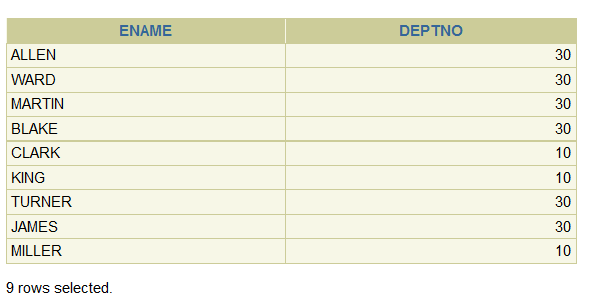 ENAME DEPTNO
ALLEN 30
WARD 30
MARTIN 30
BLAKE 30
CLARK 10
KING 10
TURNER 30
JAMES 30
MILLER 10
9 rows selected.